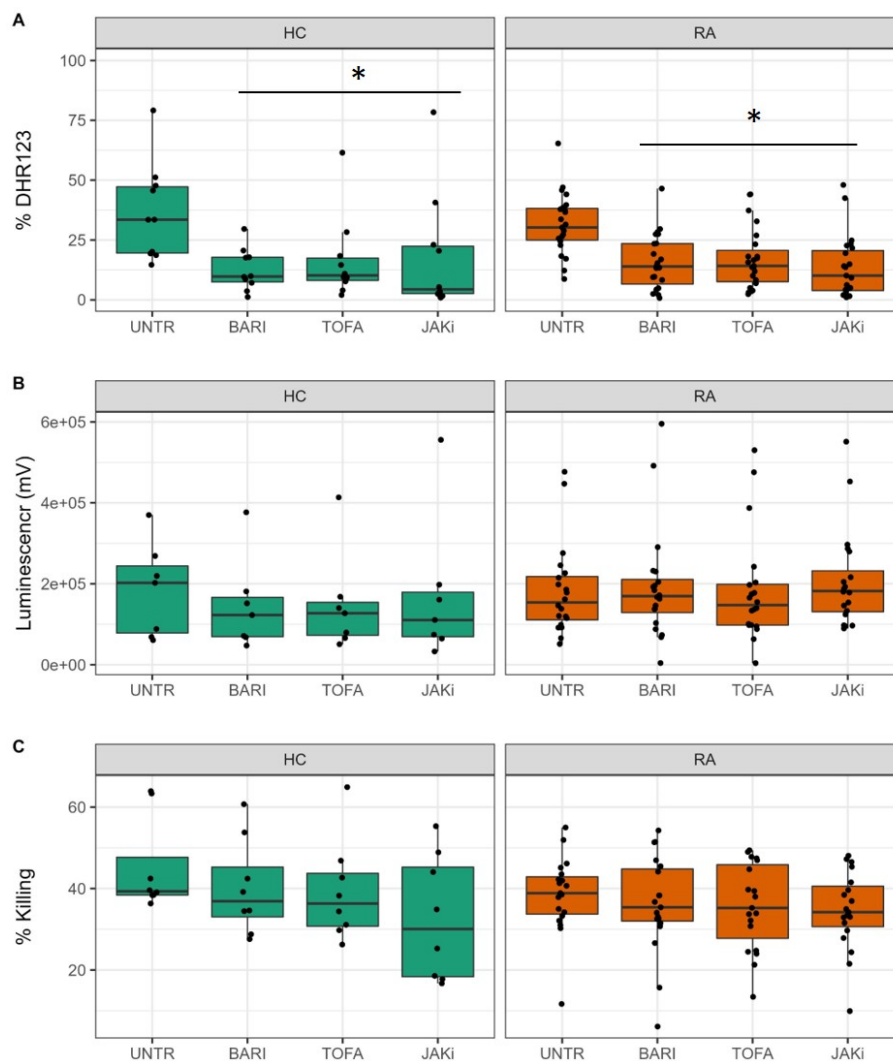 A
HC RA
% DHR123
100
75
50
25
0
* *
UNTR BARI TOFA JAKi UNTR BARI TOFA JAKi
B
HC RA
Luminescencr (mV)
6e+05
4e+05
2e+05
0e+00
UNTR BARI TOFA JAKi UNTR BARI TOFA JAKi
C
HC RA
% Killing
60
40
20
UNTR BARI TOFA JAKi UNTR BARI TOFA JAKi